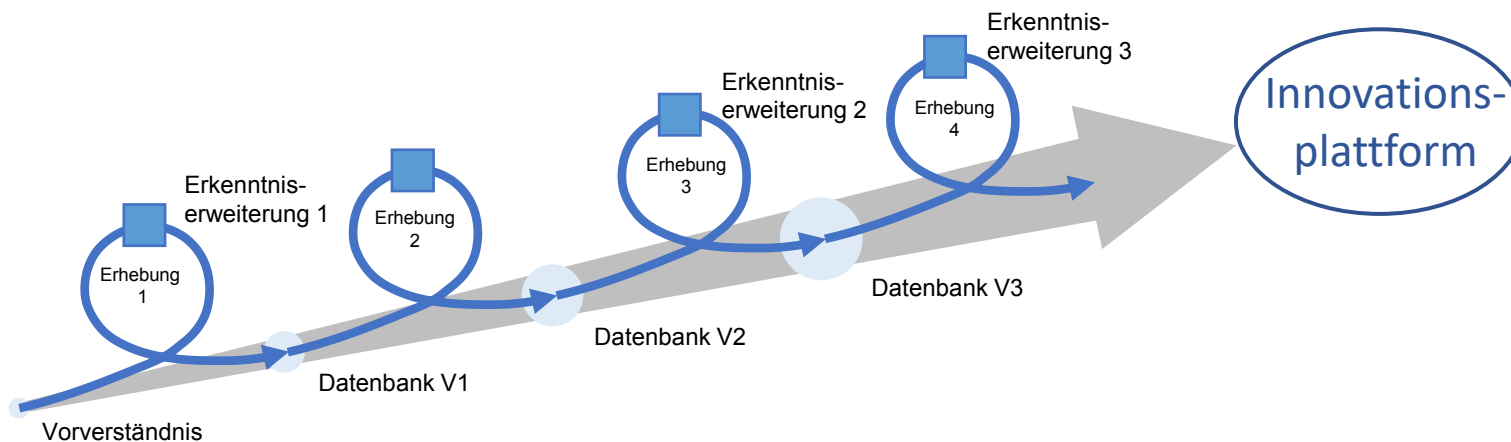 Erkenntnis-
erweiterung 1
Erhebung
1
Erhebung
2
Erkenntnis-
erweiterung 2
Erhebung
3
Erkenntnis-
erweiterung 3
Erhebung
4
Innovations-
plattform
Vorverständnis
Datenbank V1
Datenbank V2
Datenbank V3